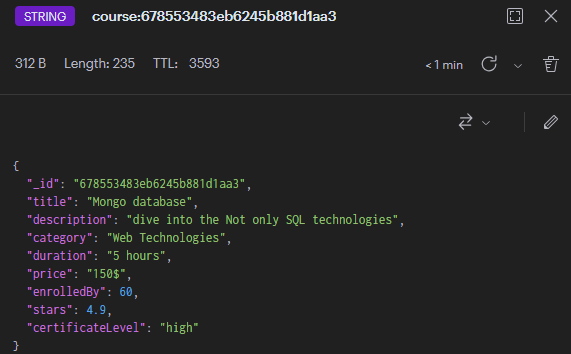 STRING course:678553483eb6245b881d1aa3
312 B Length: 235 TTL: 3593 < 1 min
{
"_id": "678553483eb6245b881d1aa3",
"title": "Mongo database",
"description": "dive into the Not only SQL technologies",
"category": "Web Technologies",
"duration": "5 hours",
"price": "150$",
"enrolledBy": 60,
"stars": 4.9,
"certificateLevel": "high"
}